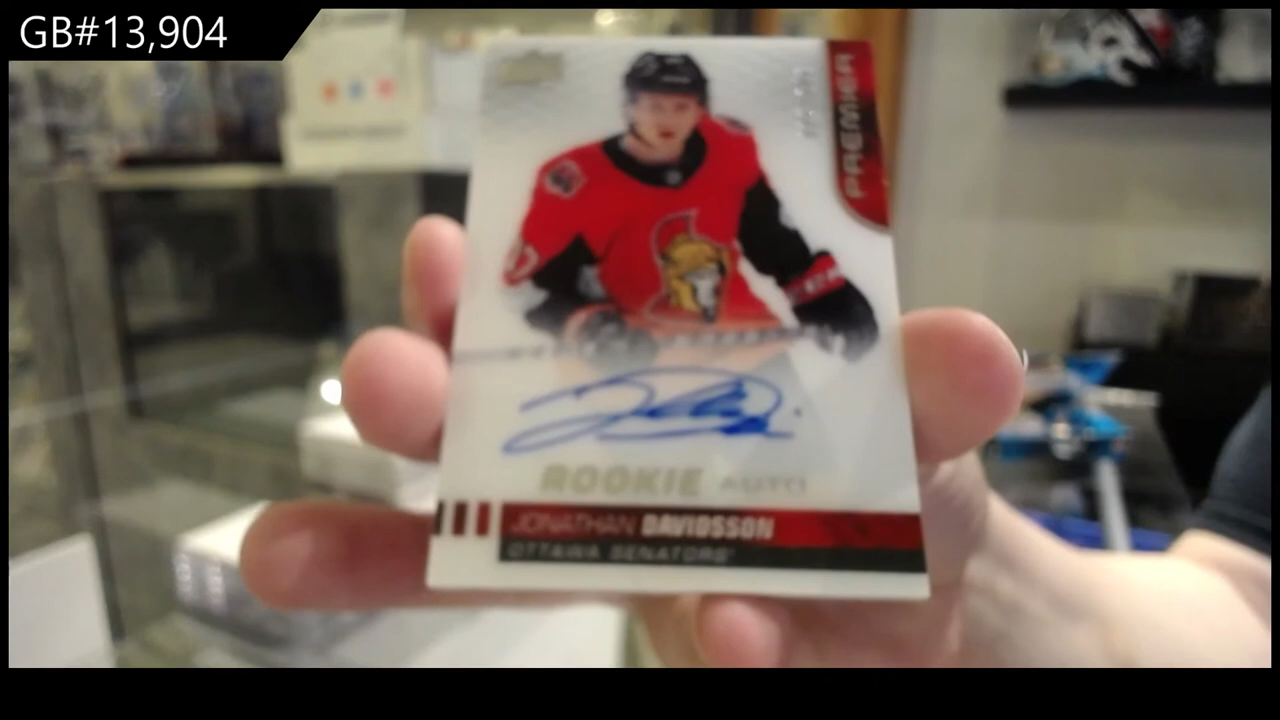 GB#13,904
PREMIER
ROOKIE AUTO
JONATHAN DAVIDSSON
OTTAWA SENATORS